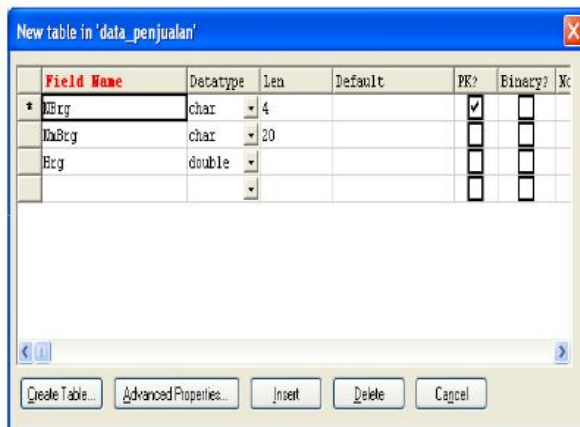 New table in 'data_penjualan'
Field Name Datatype Len Default PK? Binary? No
* char 4
NmBrg char 20
Hrg double
Create Table... Advanced Properties... Insert Delete Cancel